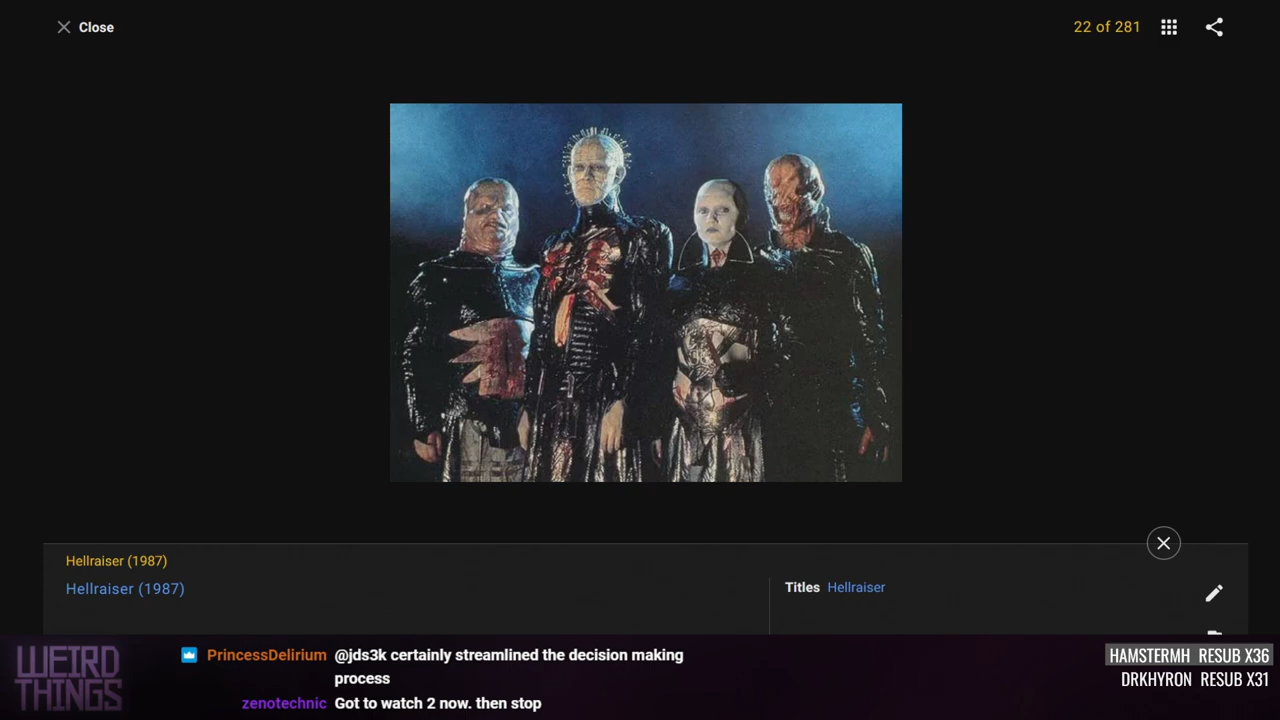 Close
22 of 281
Hellraiser (1987)
Hellraiser (1987)
Titles Hellraiser
WEIRD
THINGS
PrincessDelirium @jds3k certainly streamlined the decision making
process
zenotechnic Got to watch 2 now. then stop
HAMSTERMH RESUB X36
DRKHYRON RESUB X31